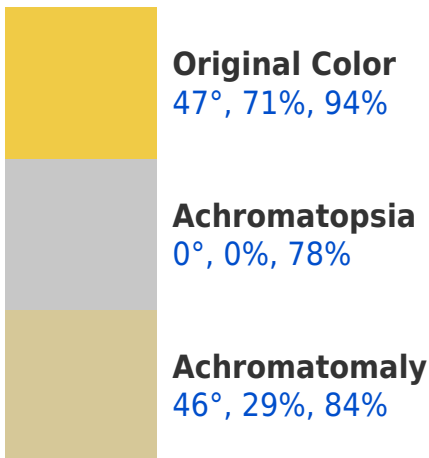 Original Color
47°, 71%, 94%
Achromatopsia
0°, 0%, 78%
Achromatomaly
46°, 29%, 84%